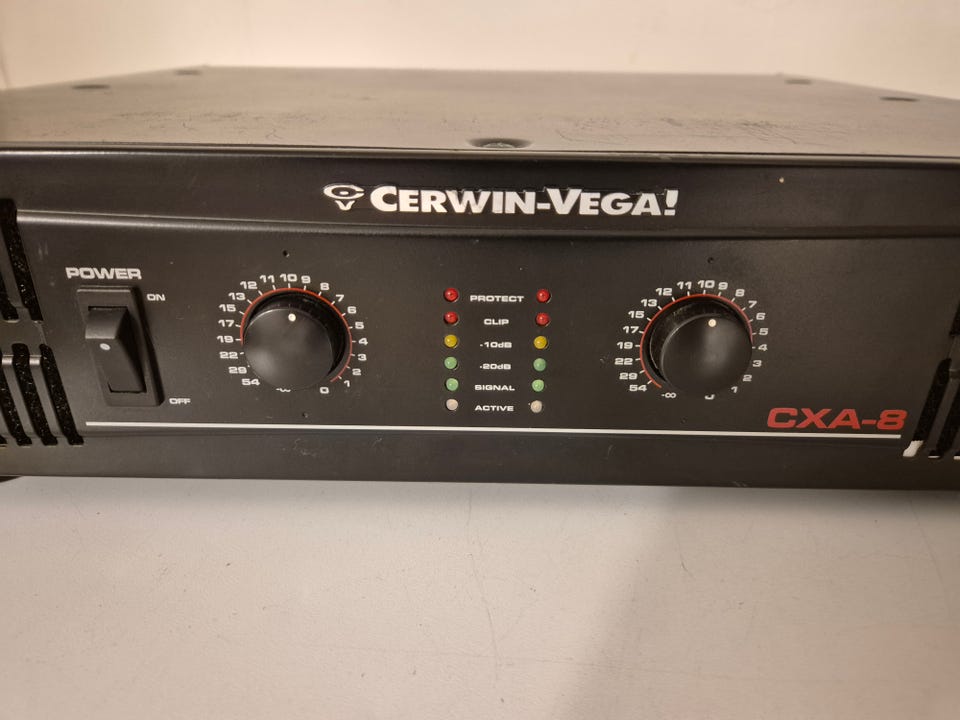 CERWIN-VEGA!
POWER
ON
OFF
-∞ 54 29 22 19 17 15 13 12 11 10 9 8 7 6 5 4 3 2 1 0
PROTECT
CLIP
-10dB
-20dB
SIGNAL
ACTIVE
-∞ 54 29 22 19 17 15 13 12 11 10 9 8 7 6 5 4 3 2 1 0
CXA-8